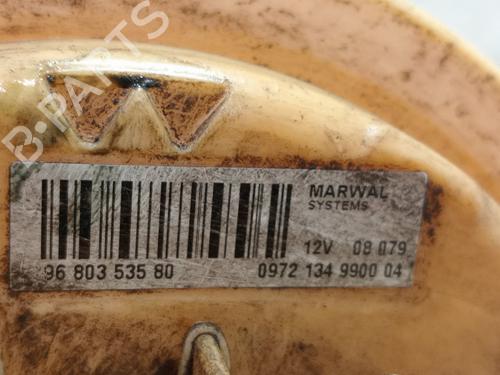 B-PARTS
MARWAL
SYSTEMS
12V 08 079
96 803 535 80
0972 134 9900 04